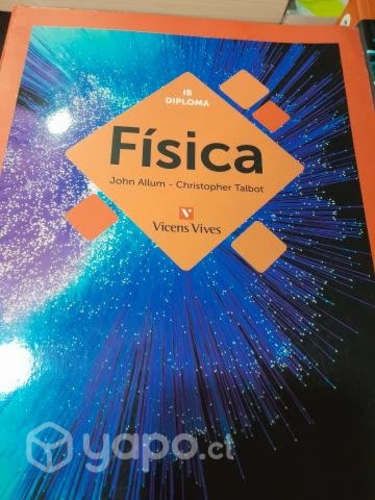 IB
DIPLOMA
Física
John Allum - Christopher Talbot
V
Vicens Vives
yapo.cl